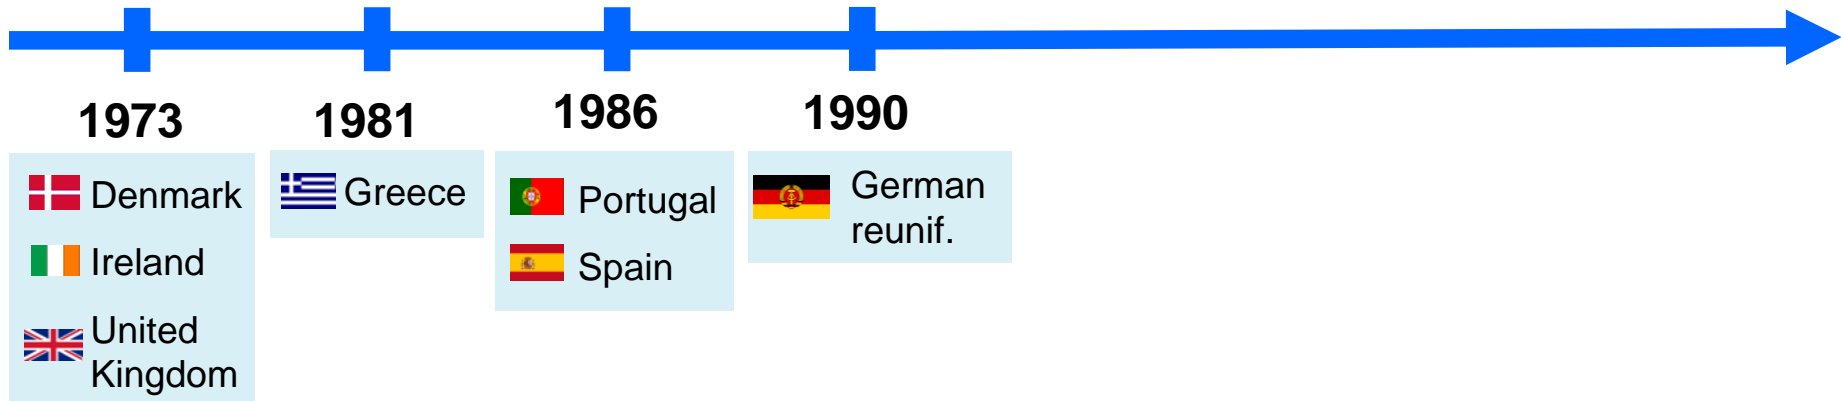 1973
Denmark
Ireland
United
Kingdom
1981
Greece
1986
Portugal
Spain
1990
German
reunif.